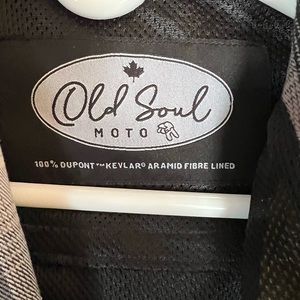 Old Soul
MOTO
100% DUPONT™ KEVLAR® ARAMID FIBRE LINED